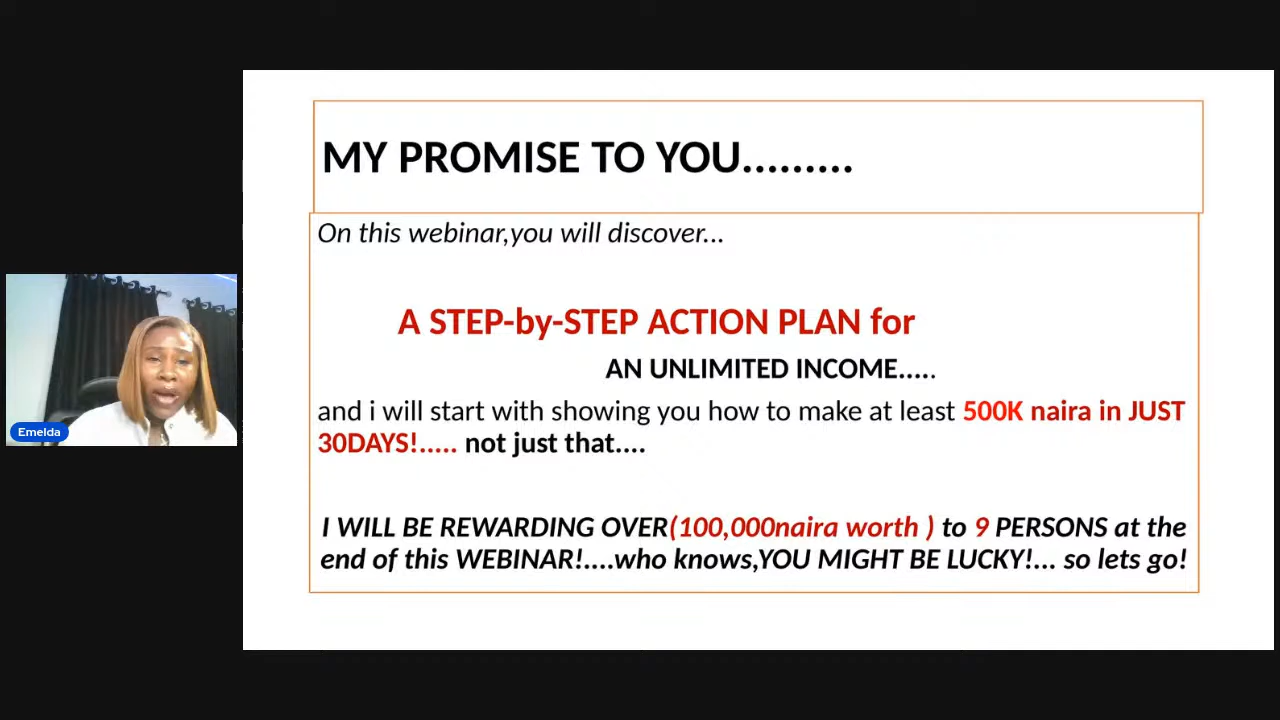 MY PROMISE TO YOU.........
On this webinar,you will discover...
A STEP-by-STEP ACTION PLAN for
AN UNLIMITED INCOME.....
and i will start with showing you how to make at least 500K naira in JUST
30DAYS!..... not just that....
I WILL BE REWARDING OVER(100,000naira worth ) to 9 PERSONS at the
end of this WEBINAR!....who knows,YOU MIGHT BE LUCKY!... so lets go!
Emelda